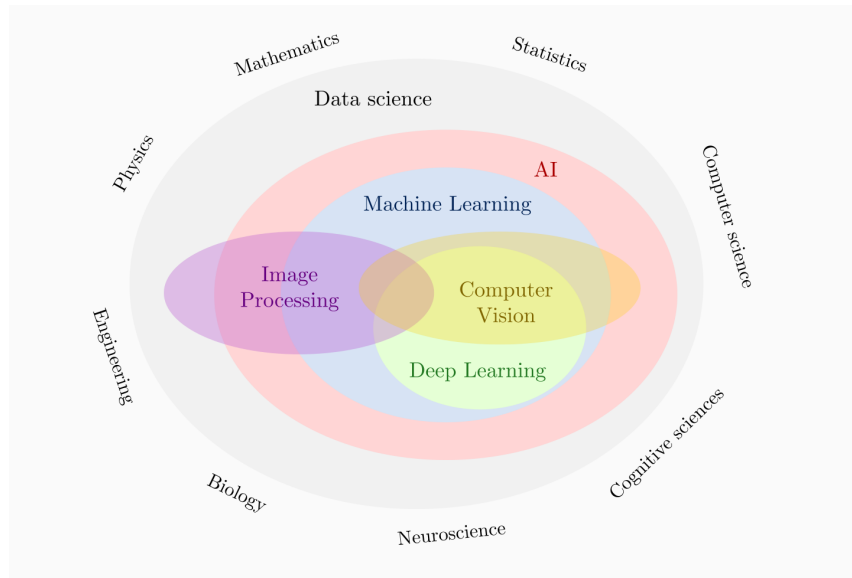 Mathematics
Statistics
Data science
Physics
AI
Computer science
Machine Learning
Image
Processing
Computer
Vision
Engineering
Deep Learning
Cognitive sciences
Biology
Neuroscience